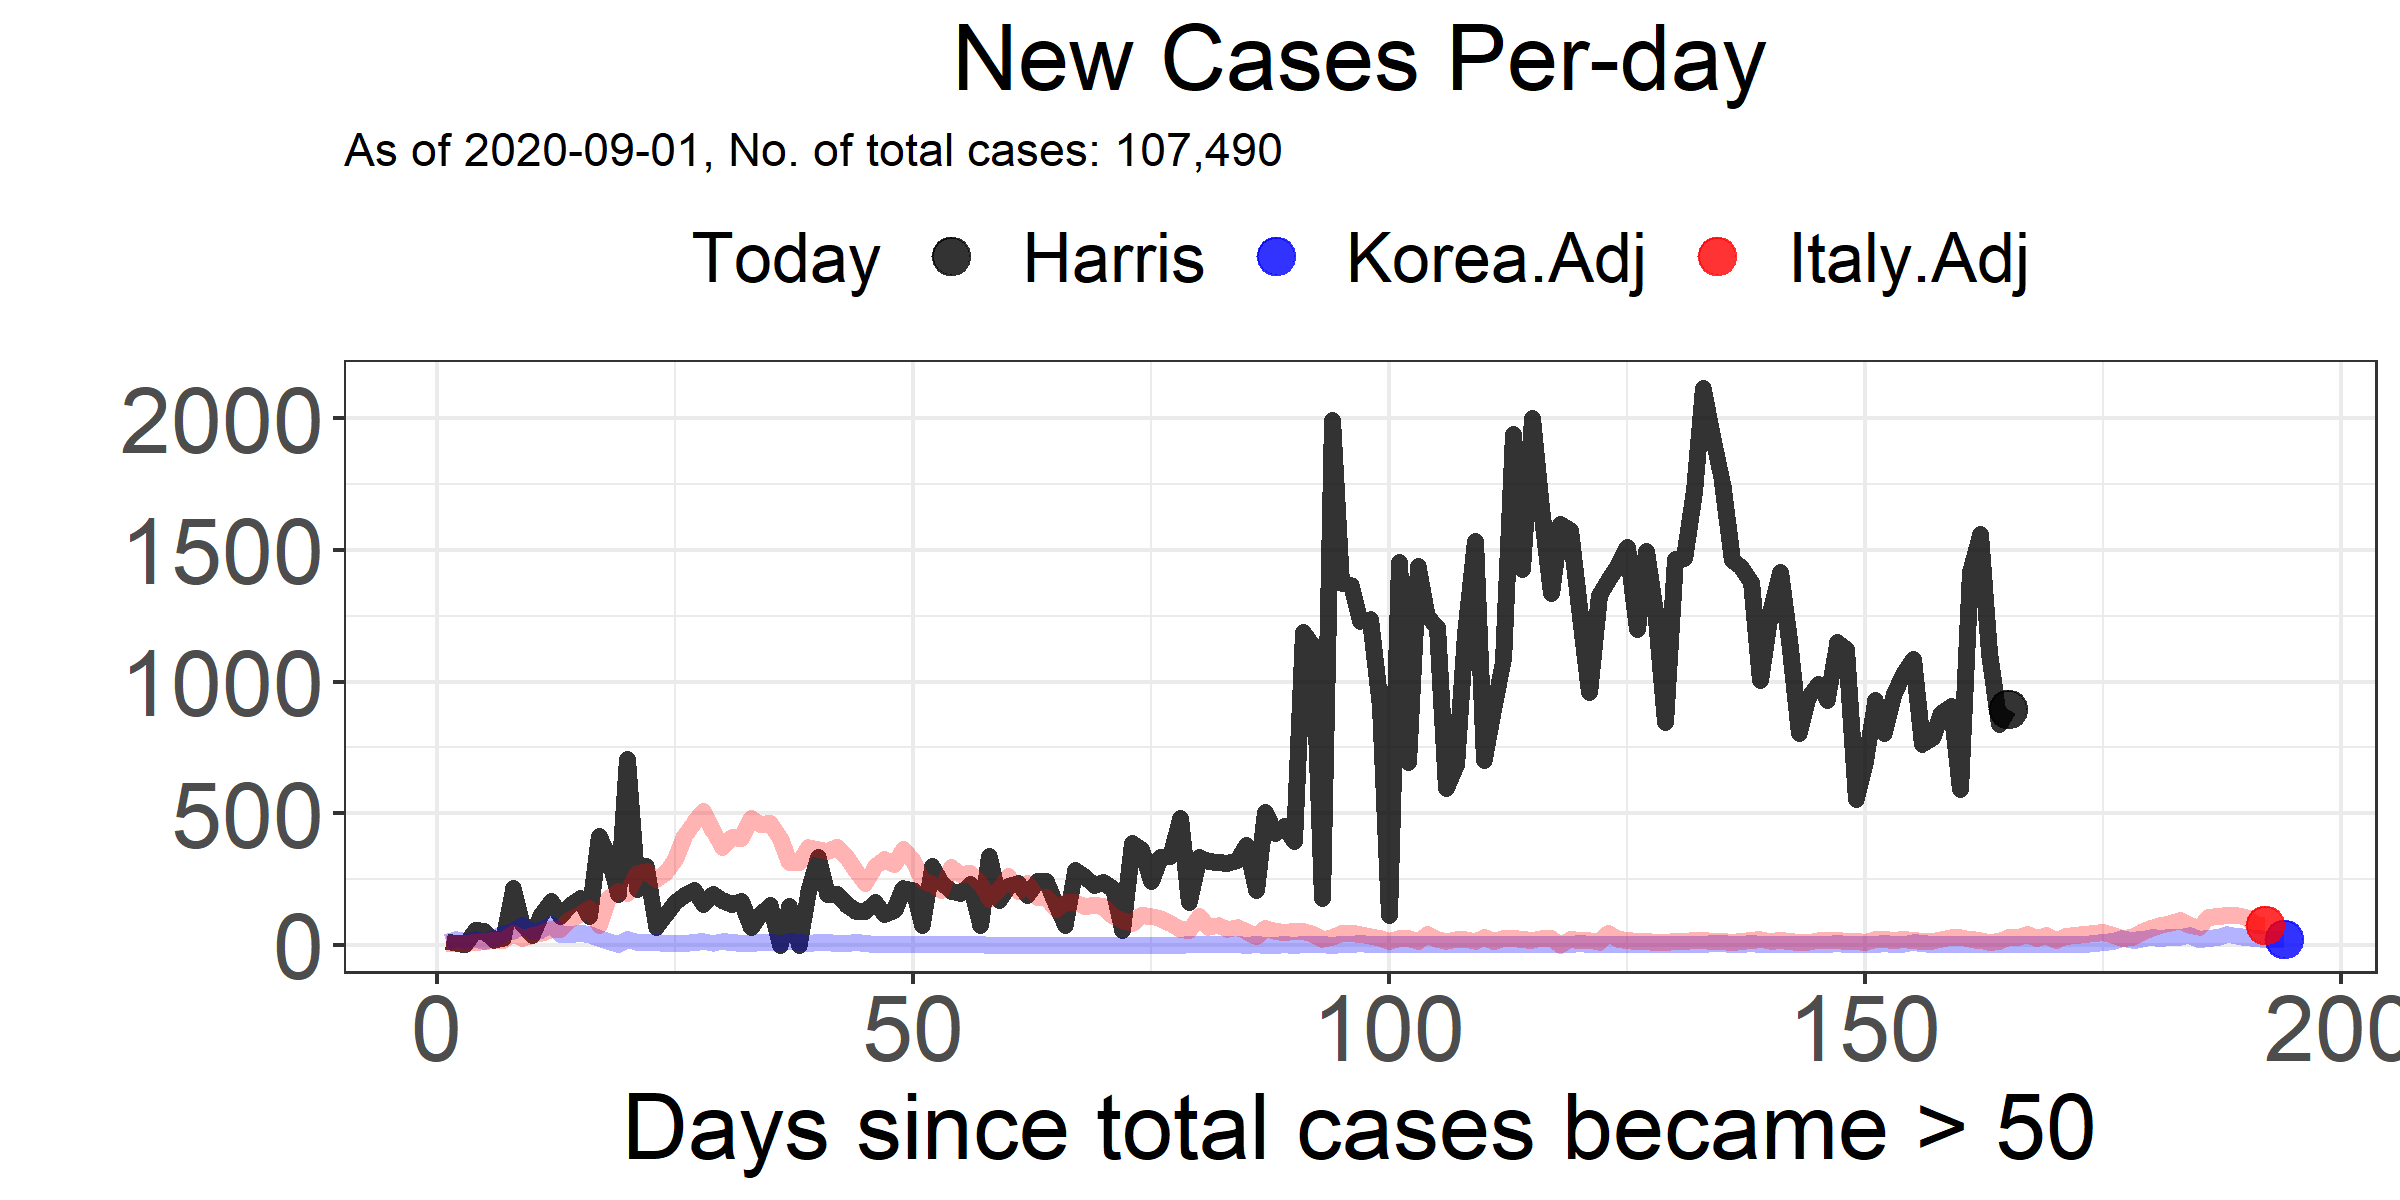 New Cases Per-day
As of 2020-09-01, No. of total cases: 107,490
Today Harris Korea.Adj Italy.Adj
2000
1500
1000
500
0
0 50 100 150 200
Days since total cases became > 50